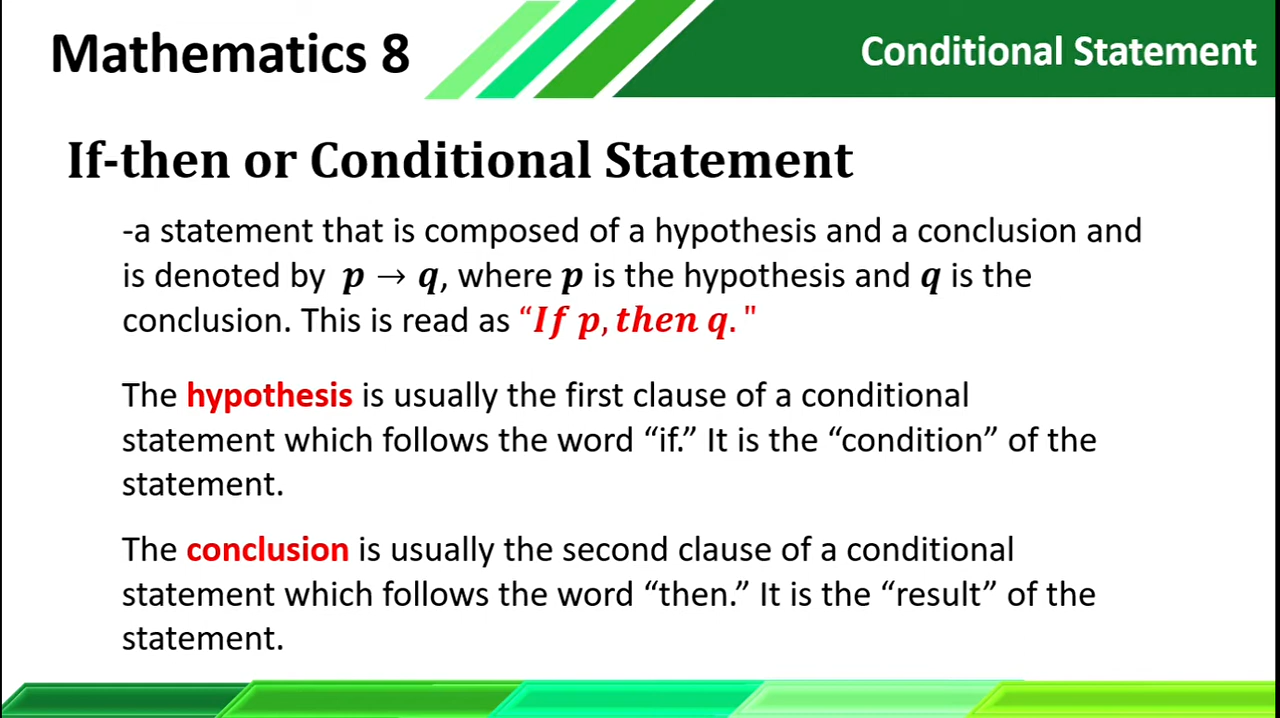 Mathematics 8
Conditional Statement
If-then or Conditional Statement
-a statement that is composed of a hypothesis and a conclusion and
is denoted by p → q, where p is the hypothesis and q is the
conclusion. This is read as “If p, then q. "
The hypothesis is usually the first clause of a conditional
statement which follows the word “if.” It is the “condition” of the
statement.
The conclusion is usually the second clause of a conditional
statement which follows the word “then.” It is the “result” of the
statement.